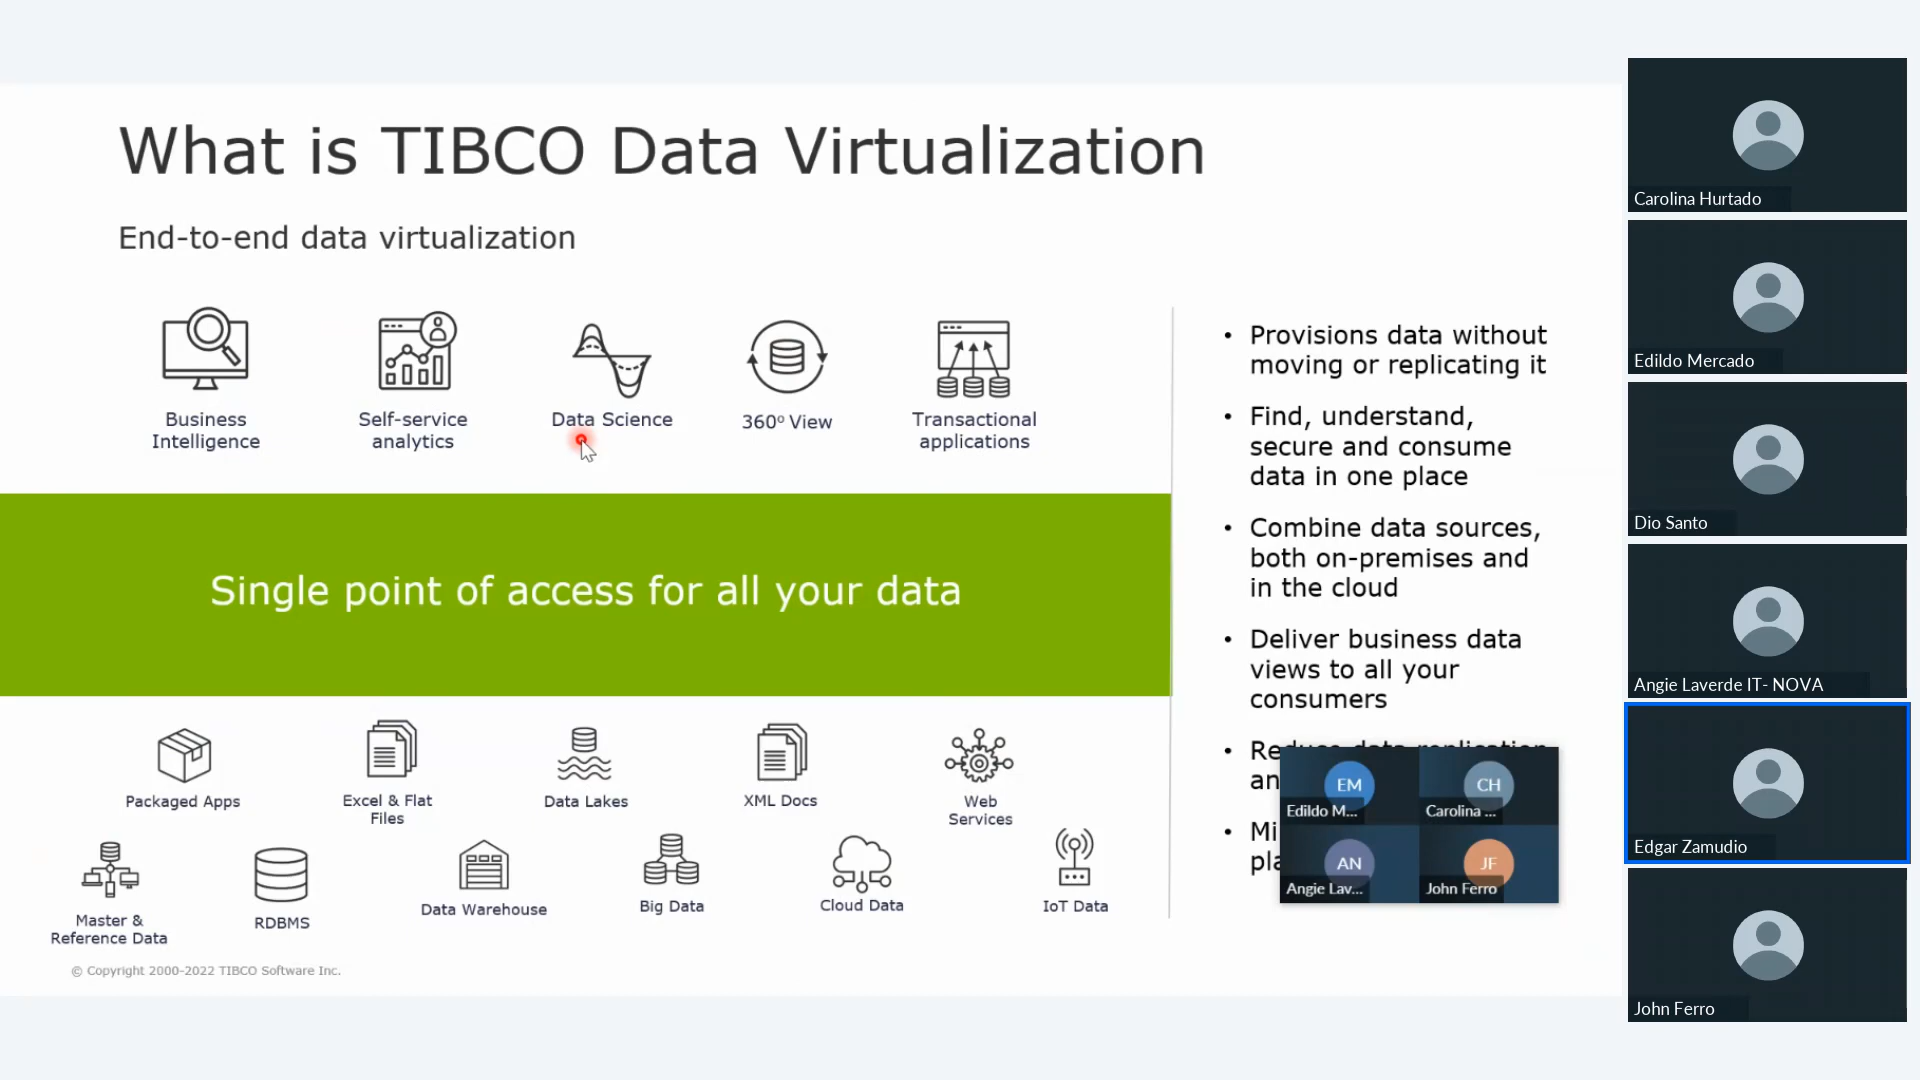 What is TIBCO Data Virtualization
End-to-end data virtualization
Business
Intelligence
Self-service
analytics
Data Science
360º View
Transactional
applications
Single point of access for all your data
Packaged Apps
Excel & Flat
Files
Data Lakes
XML Docs
Web
Services
Master &
Reference Data
RDBMS
Data Warehouse
Big Data
Cloud Data
IoT Data
© Copyright 2000-2022 TIBCO Software Inc.
• Provisions data without
moving or replicating it
• Find, understand,
secure and consume
data in one place
• Combine data sources,
both on-premises and
in the cloud
• Deliver business data
views to all your
consumers
• Reduce data replication
EM
Edildo M...
CH
Carolina ...
AN
Angie Lav...
JF
John Ferro
Carolina Hurtado
Edildo Mercado
Dio Santo
Angie Laverde IT- NOVA
Edgar Zamudio
John Ferro